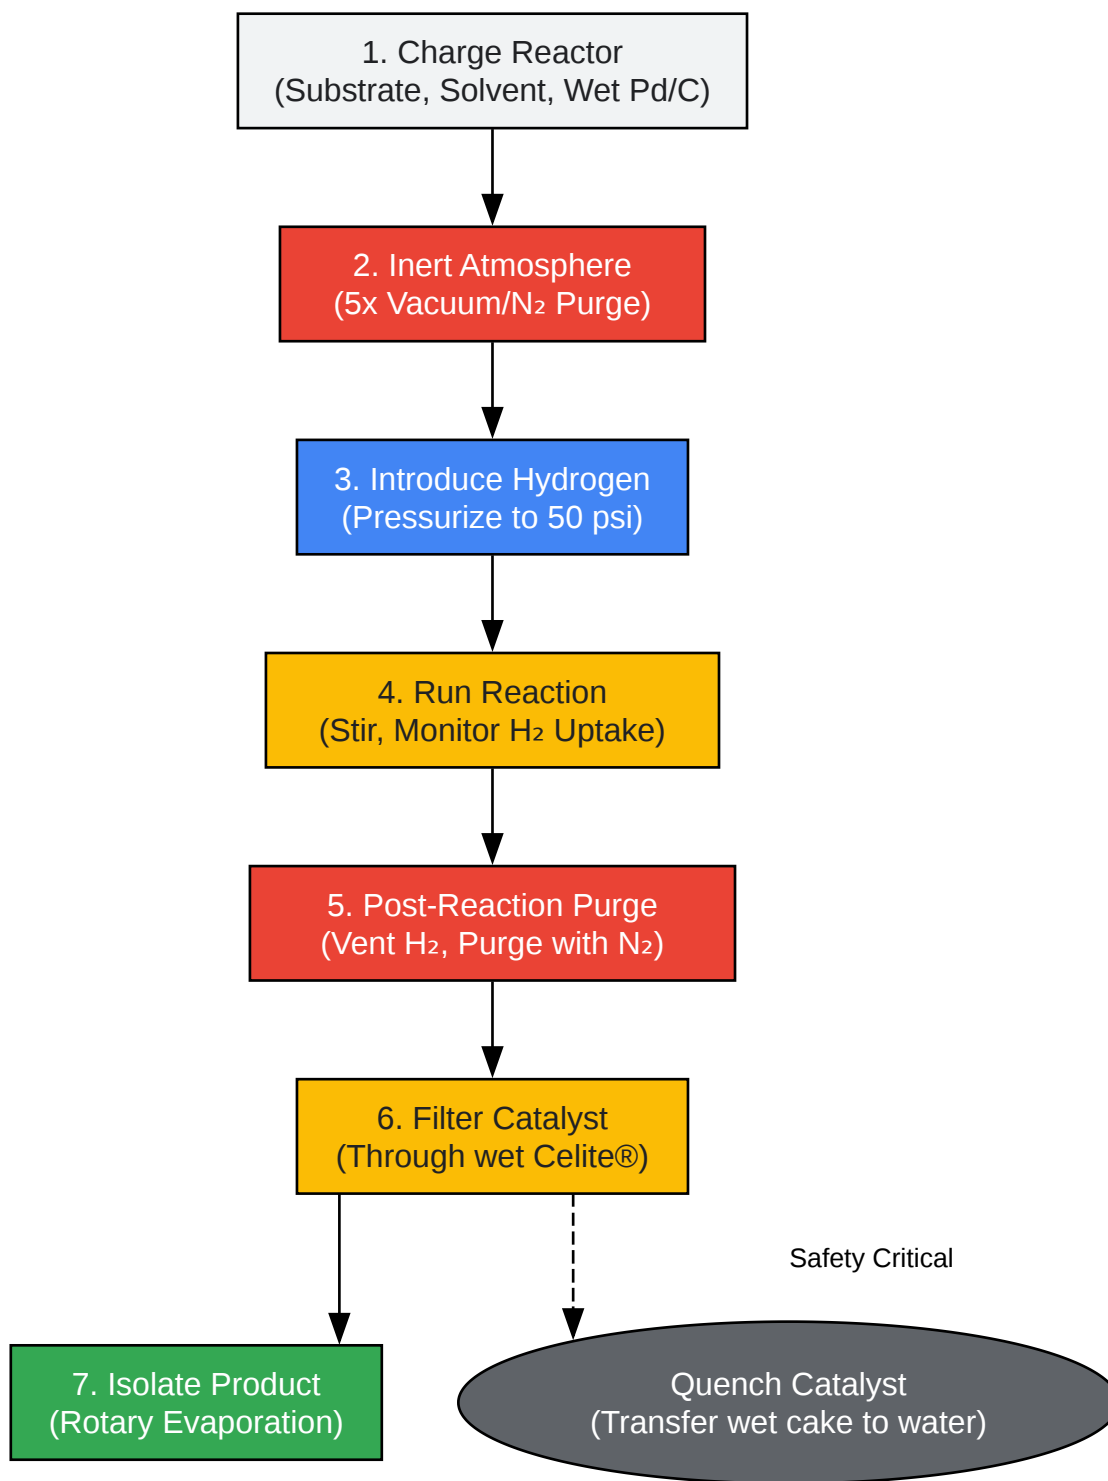 1. Charge Reactor
(Substrate, Solvent, Wet Pd/C)
2. Inert Atmosphere
(5x Vacuum/N₂ Purge)
3. Introduce Hydrogen
(Pressurize to 50 psi)
4. Run Reaction
(Stir, Monitor H₂ Uptake)
5. Post-Reaction Purge
(Vent H₂, Purge with N₂)
6. Filter Catalyst
(Through wet Celite®)
Safety Critical
7. Isolate Product
(Rotary Evaporation)
Quench Catalyst
(Transfer wet cake to water)